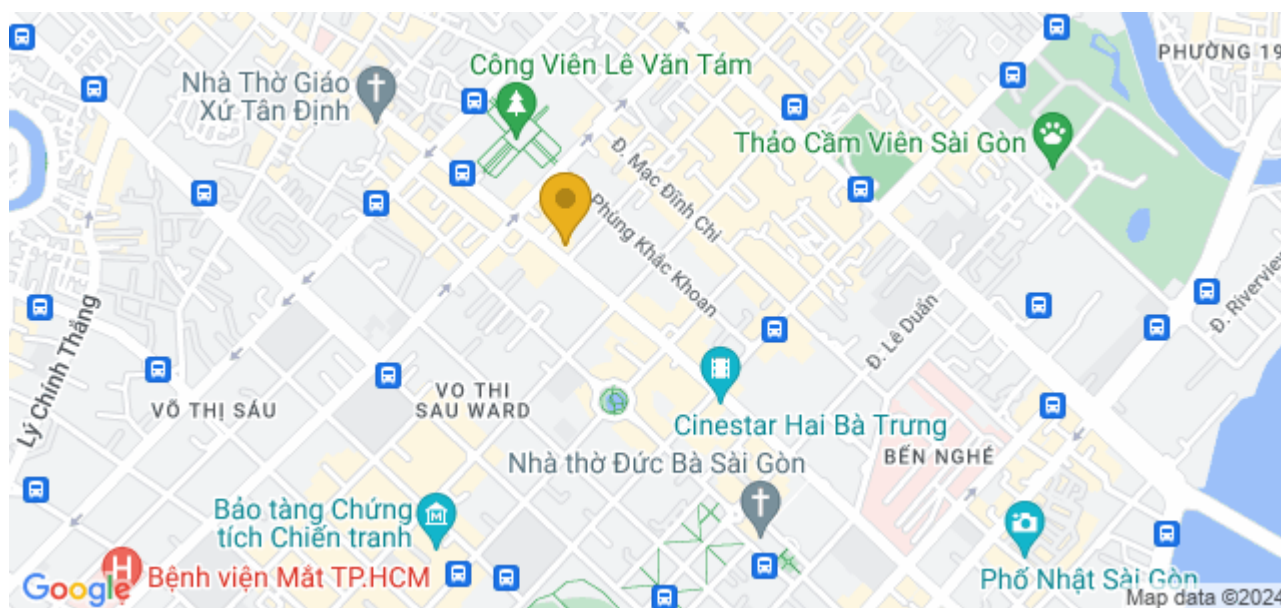 PHƯỜNG 19
Công Viên Lê Văn Tám
Nhà Thờ Giáo
Xứ Tân Định
Thảo Cầm Viên Sài Gòn
Đ. Mạc Đĩnh Chi
Phùng Khắc Khoan
Đ. Riverview
Đ. Lê Duẩn
Lý Chính Thắng
VÕ THỊ SÁU
VO THI
SAU WARD
Cinestar Hai Bà Trưng
BẾN NGHÉ
Nhà thờ Đức Bà Sài Gòn
Bảo tàng Chứng
tích Chiến tranh
Bệnh viện Mắt TP.HCM
Phố Nhật Sài Gòn
Google
Map data ©2024